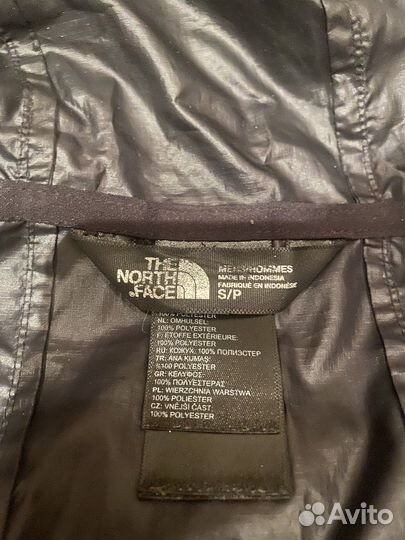 THE
NORTH
FACE
MENS/HOMMES
MADE IN INDONESIA
FABRIQUÉ EN INDONÉSIE
S/P
100% POLYESTER
NL: OMHULSEL:
100% POLYESTER
F: ÉTOFFE EXTÉRIEURE:
100% POLYESTER
RU: КОЖУХ: 100% ПОЛИЭСТЕР
TR: ANA KUMAŞ:
%100 POLYESTER
GR: ΚΕΛΥΦΟΣ:
100% ΠΟΛΥΕΣΤΕΡΑΣ
PL: WIERZCHNIA WARSTWA
100% POLIESTER
CZ: VNĚJŠÍ ČÁST
100% POLYESTER
Avito